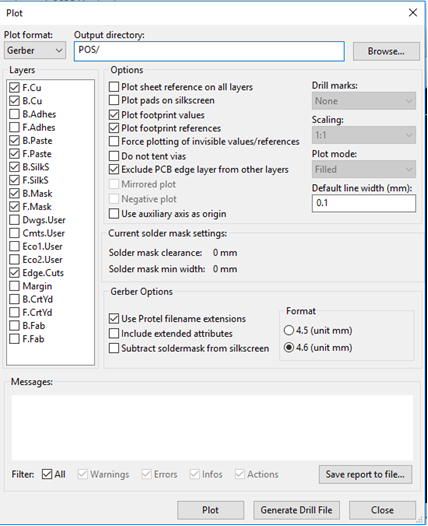 Plot
Plot format:
Output directory:
Gerber
POS/
Browse...
Layers
F.Cu
B.Cu
B.Adhes
F.Adhes
B.Paste
F.Paste
B.SilkS
F.SilkS
B.Mask
F.Mask
Dwgs.User
Cmts.User
Eco1.User
Eco2.User
Edge.Cuts
Margin
B.CrtYd
F.CrtYd
B.Fab
F.Fab
Options
Plot sheet reference on all layers
Plot pads on silkscreen
Plot footprint values
Plot footprint references
Force plotting of invisible values/references
Do not tent vias
Exclude PCB edge layer from other layers
Mirrored plot
Negative plot
Use auxiliary axis as origin
Drill marks:
None
Scaling:
1:1
Plot mode:
Filled
Default line width (mm):
0.1
Current solder mask settings:
Solder mask clearance: 0 mm
Solder mask min width: 0 mm
Gerber Options
Use Protel filename extensions
Include extended attributes
Subtract soldermask from silkscreen
Format
4.5 (unit mm)
4.6 (unit mm)
Messages:
Filter: All Warnings Errors Infos Actions
Save report to file...
Plot
Generate Drill File
Close